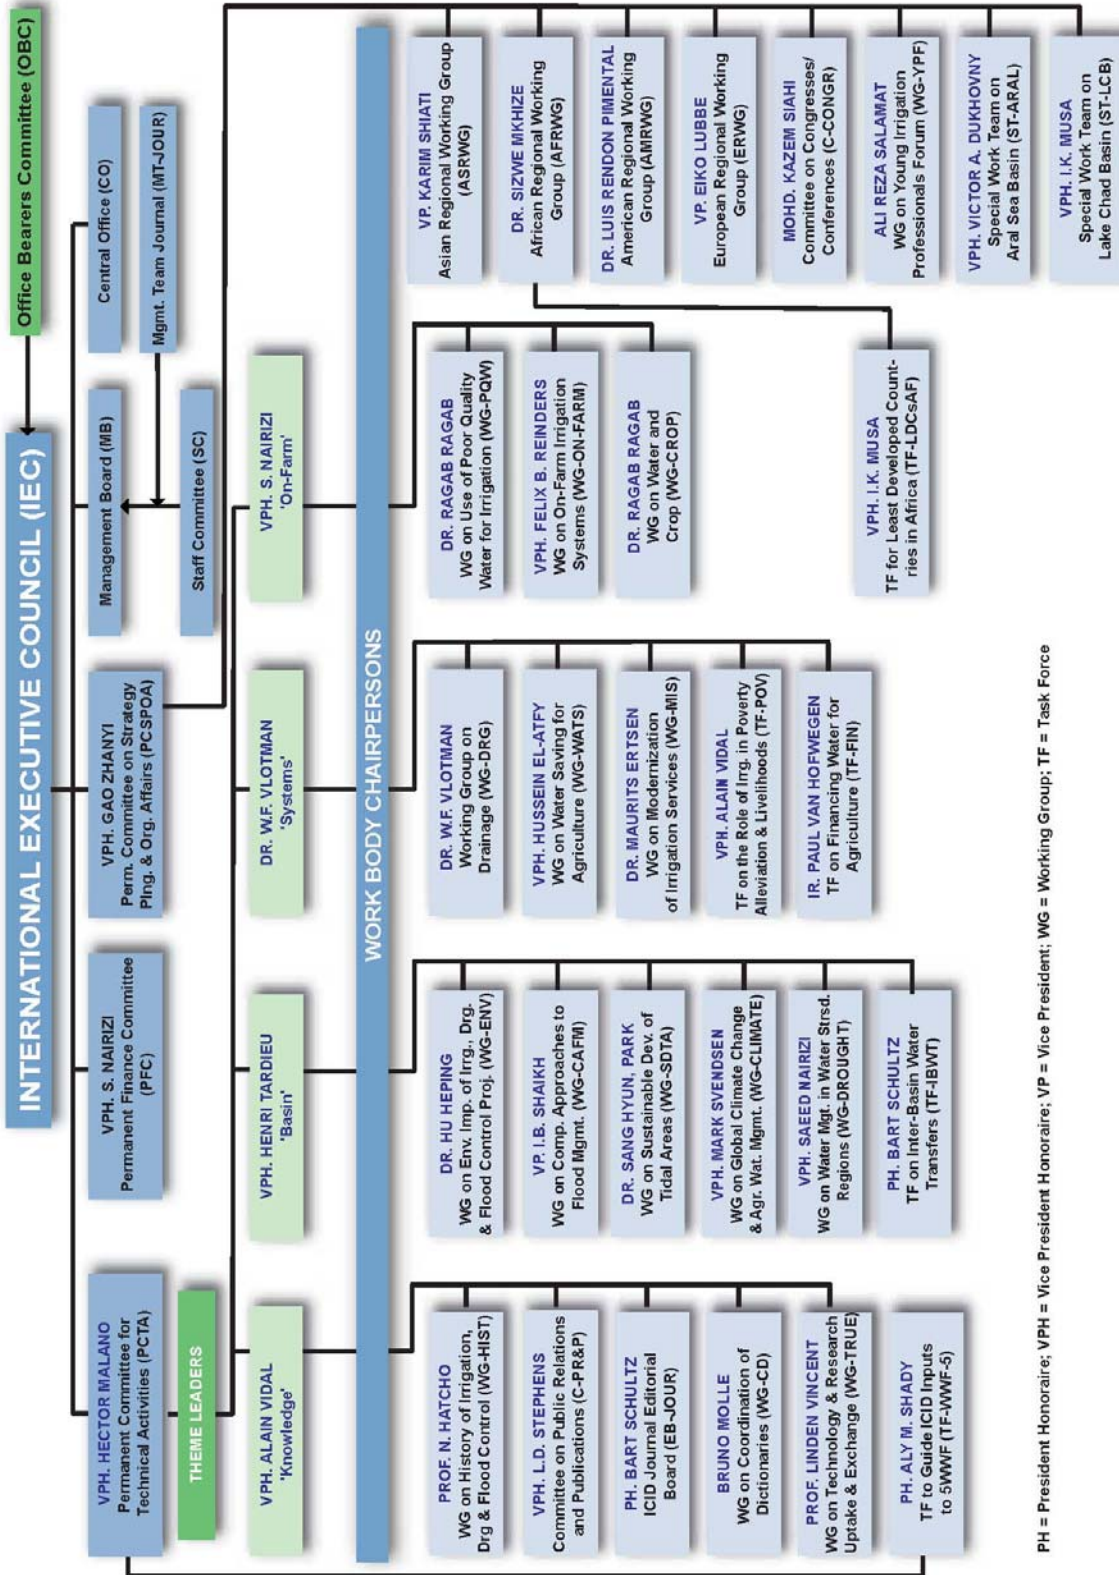 Office Bearers Committee (OBC)
INTERNATIONAL EXECUTIVE COUNCIL (IEC)
VPH. HECTOR MALANO
Permanent Committee for
Technical Activities (PCTA)
VPH. S. NAIRIZI
Permanent Finance Committee
(PFC)
VPH. GAO ZHANYI
Perm. Committee on Strategy
Plng. & Org. Affairs (PCSPOA)
Management Board (MB)
Central Office (CO)
Mgmt. Team Journal (MT-JOUR)
Staff Committee (SC)
THEME LEADERS
VPH. ALAIN VIDAL
'Knowledge'
VPH. HENRI TARDIEU
'Basin'
DR. W.F. VLOTMAN
'Systems'
VPH. S. NAIRIZI
'On-Farm'
WORK BODY CHAIRPERSONS
PROF. N. HATCHO
WG on History of Irrigation,
Drg & Flood Control (WG-HIST)
VPH. L.D. STEPHENS
Committee on Public Relations
and Publications (C-PR&P)
PH. BART SCHULTZ
ICID Journal Editorial
Board (EB-JOUR)
BRUNO MOLLE
WG on Coordination of
Dictionaries (WG-CD)
PROF. LINDEN VINCENT
WG on Technology & Research
Uptake & Exchange (WG-TRUE)
PH. ALY M. SHADY
TF to Guide ICID Inputs
to 5WWF (TF-WWF-5)
DR. HU HEPING
WG on Env. Imp. of Irrg., Drg.
& Flood Control Proj. (WG-ENV)
VP. I.B. SHAIKH
WG on Comp. Approaches to
Flood Mgmt. (WG-CAFM)
DR. SANG HYUN, PARK
WG on Sustainable Dev. of
Tidal Areas (WG-SDTA)
VPH. MARK SVENDSEN
WG on Global Climate Change
& Agr. Wat. Mgmt. (WG-CLIMATE)
VPH. SAEED NAIRIZI
WG on Water Mgt. in Water Strsd.
Regions (WG-DROUGHT)
PH. BART SCHULTZ
TF on Inter-Basin Water
Transfers (TF-IBWT)
DR. W.F. VLOTMAN
Working Group on
Drainage (WG-DRG)
VPH. HUSSEIN EL-ATFY
WG on Water Saving for
Agriculture (WG-WATS)
DR. MAURITS ERTSEN
WG on Modernization
of Irrigation Services (WG-MIS)
VPH. ALAIN VIDAL
TF on the Role of Irrg. in Poverty
Alleviation & Livelihoods (TF-POV)
IR. PAUL VAN HOFWEGEN
TF on Financing Water for
Agriculture (TF-FIN)
DR. RAGAB RAGAB
WG on Use of Poor Quality
Water for Irrigation (WG-PQW)
VPH. FELIX B. REINDERS
WG on On-Farm Irrigation
Systems (WG-ON-FARM)
DR. RAGAB RAGAB
WG on Water and
Crop (WG-CROP)
VPH. I.K. MUSA
TF for Least Developed Count-
ries in Africa (TF-LDCsAF)
VP. KARIM SHIATI
Asian Regional Working Group
(ASRWG)
DR. SIZWE MKHIZE
African Regional Working
Group (AFRWG)
DR. LUIS RENDON PIMENTAL
American Regional Working
Group (AMRWG)
VP. EIKO LUBBE
European Regional Working
Group (ERWG)
MOHD. KAZEM SIAHI
Committee on Congresses/
Conferences (C-CONGR)
ALI REZA SALAMAT
WG on Young Irrigation
Professionals Forum (WG-YPF)
VPH. VICTOR A. DUKHOVNY
Special Work Team on
Aral Sea Basin (ST-ARAL)
VPH. I.K. MUSA
Special Work Team on
Lake Chad Basin (ST-LCB)
PH = President Honoraire; VPH = Vice President Honoraire; VP = Vice President; WG = Working Group; TF = Task Force